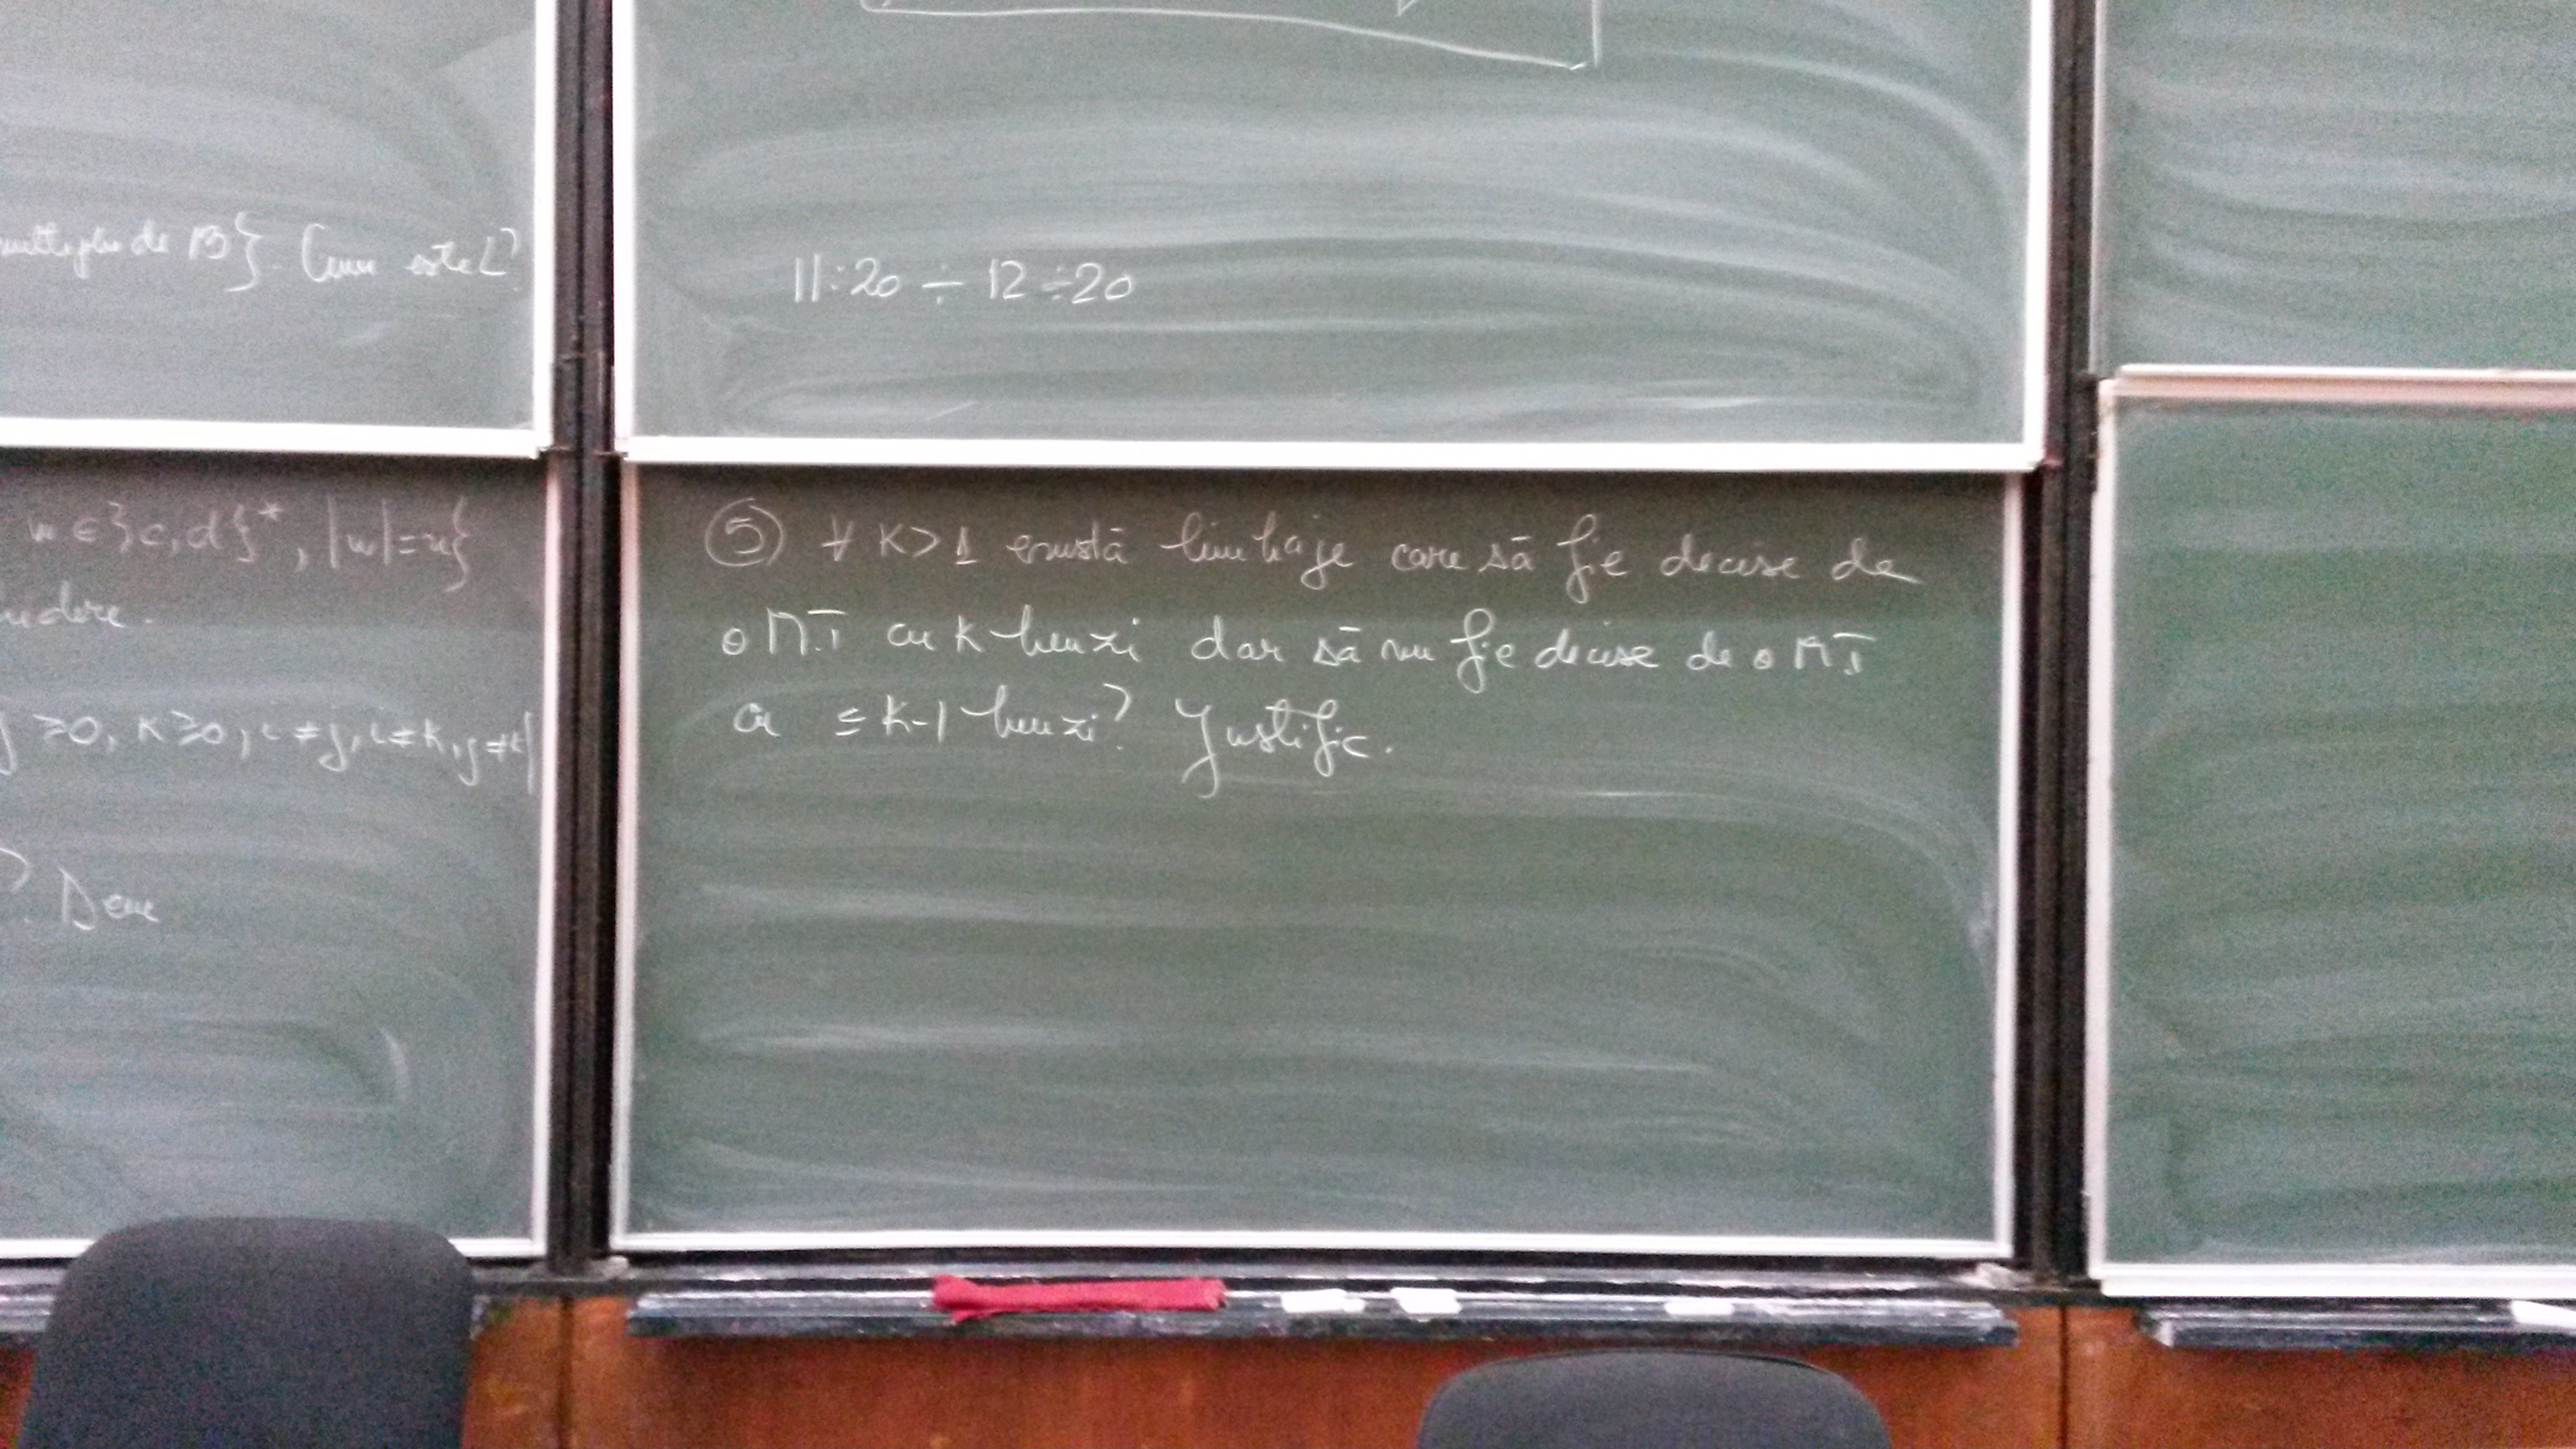 multiplu de 13}. Cum este L?
11:20 ÷ 12÷20
w∈{c,d}*, |w|=n}
≥0, k≥0, i≠j, i≠k, j≠k}
? Dem
⑤ ∀ k>1 există limbaje care să fie decise de
o M.T cu k benzi dar să nu fie decise de o M.T
cu ≤ k-1 benzi? Justific.